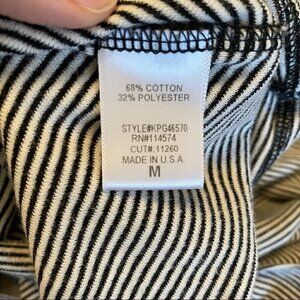 68% COTTON
32% POLYESTER
STYLE#KPG46570
RN#114574
CUT#:11260
MADE IN U.S.A.
M